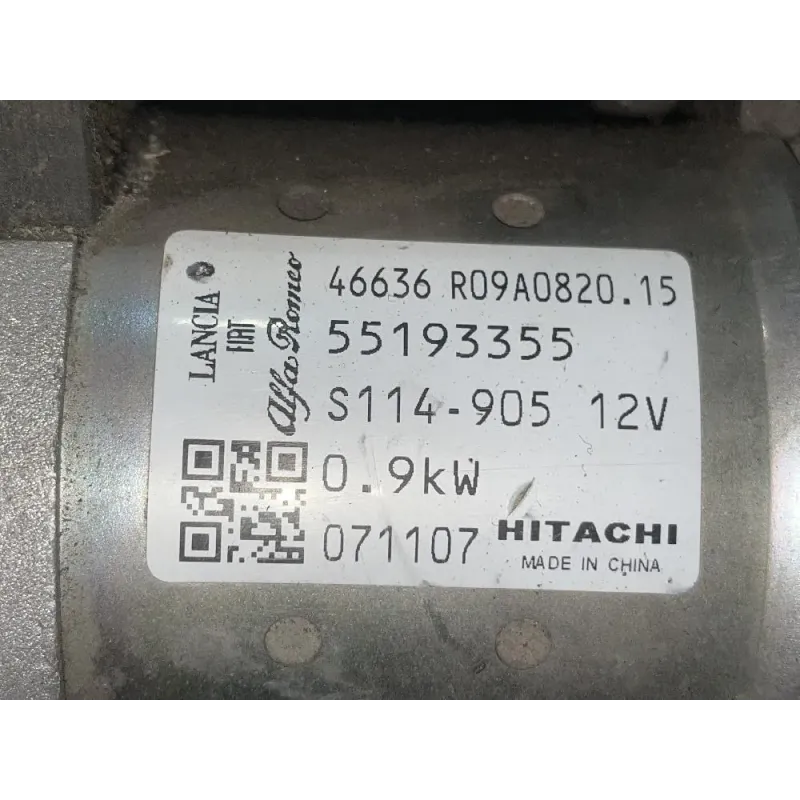 LANCIA
FIAT
Alfa Romeo
46636 R09A0820.15
55193355
S114-905 12V
0.9kW
071107 HITACHI
MADE IN CHINA